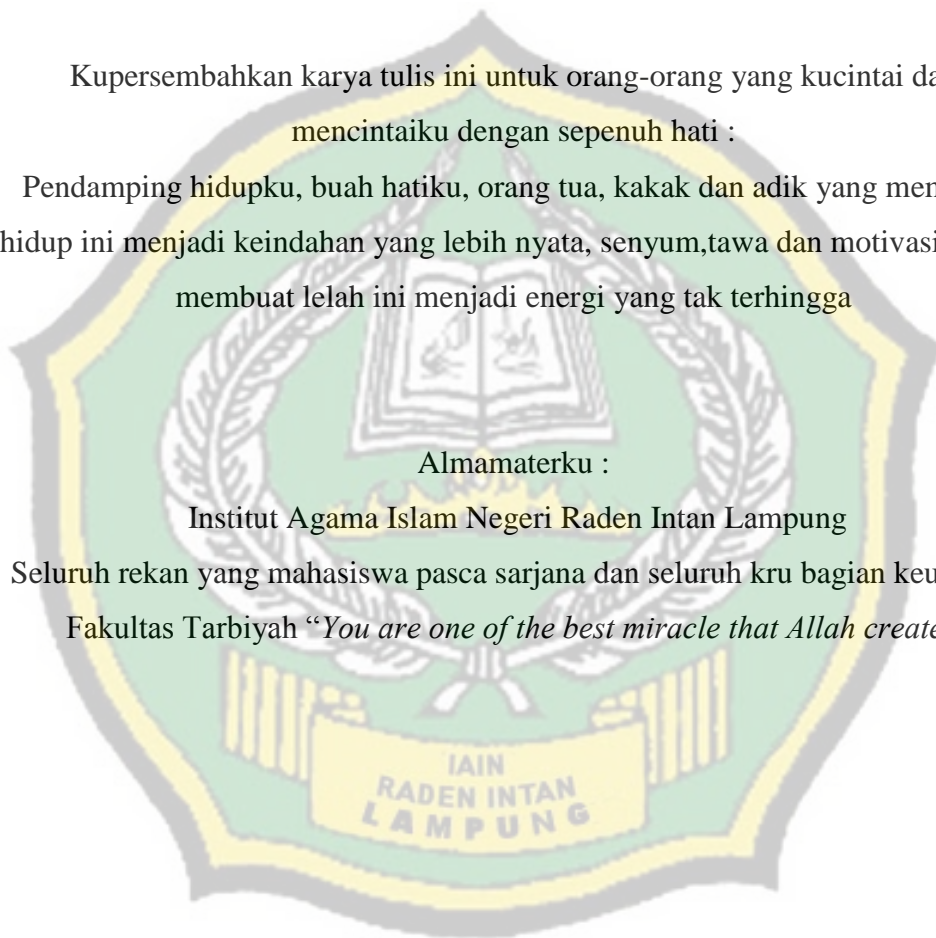 Kupersembahkan karya tulis ini untuk orang-orang yang kucintai da
mencintaiku dengan sepenuh hati :
Pendamping hidupku, buah hatiku, orang tua, kakak dan adik yang mem
hidup ini menjadi keindahan yang lebih nyata, senyum,tawa dan motivasi
membuat lelah ini menjadi energi yang tak terhingga
Almamaterku :
Institut Agama Islam Negeri Raden Intan Lampung
Seluruh rekan yang mahasiswa pasca sarjana dan seluruh kru bagian keu
Fakultas Tarbiyah “You are one of the best miracle that Allah create
IAIN
RADEN INTAN
LAMPUNG